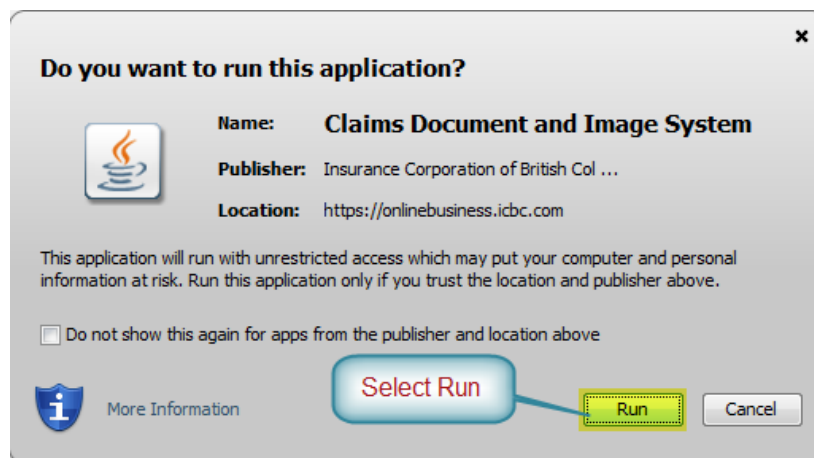 Do you want to run this application?
Name: Claims Document and Image System
Publisher: Insurance Corporation of British Col ...
Location: https://onlinebusiness.icbc.com
This application will run with unrestricted access which may put your computer and personal
information at risk. Run this application only if you trust the location and publisher above.
Do not show this again for apps from the publisher and location above
Select Run
More Information
Run
Cancel